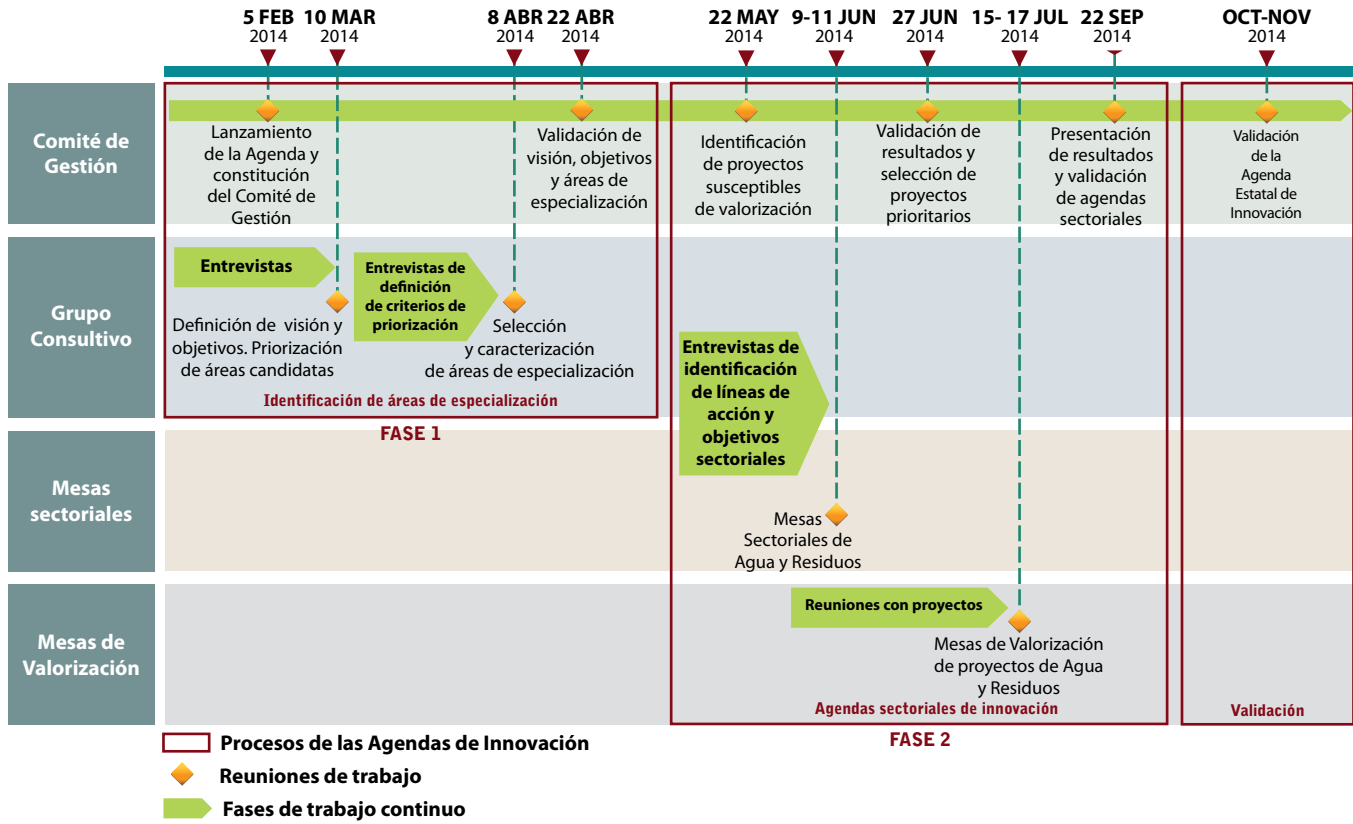 5 FEB
2014
10 MAR
2014
8 ABR
2014
22 ABR
2014
22 MAY
2014
9-11 JUN
2014
27 JUN
2014
15- 17 JUL
2014
22 SEP
2014
OCT-NOV
2014
Comité de
Gestión
Lanzamiento
de la Agenda y
constitución
del Comité de
Gestión
Validación de
visión, objetivos
y áreas de
especialización
Identificación
de proyectos
susceptibles
de valorización
Validación de
resultados y
selección de
proyectos
prioritarios
Presentación
de resultados
y validación
de agendas
sectoriales
Validación
de la
Agenda
Estatal de
Innovación
Grupo
Consultivo
Entrevistas
Definición de visión y
objetivos. Priorización
de áreas candidatas
Entrevistas de
definición
de criterios de
priorización
Selección
y caracterización
de áreas de especialización
Identificación de áreas de especialización
FASE 1
Entrevistas de
identificación
de líneas de
acción y
objetivos
sectoriales
Mesas
sectoriales
Mesas
Sectoriales de
Agua y Residuos
Mesas de
Valorización
Reuniones con proyectos
Mesas de Valorización
de proyectos de Agua
y Residuos
Agendas sectoriales de innovación
FASE 2
Validación
Procesos de las Agendas de Innovación
Reuniones de trabajo
Fases de trabajo continuo